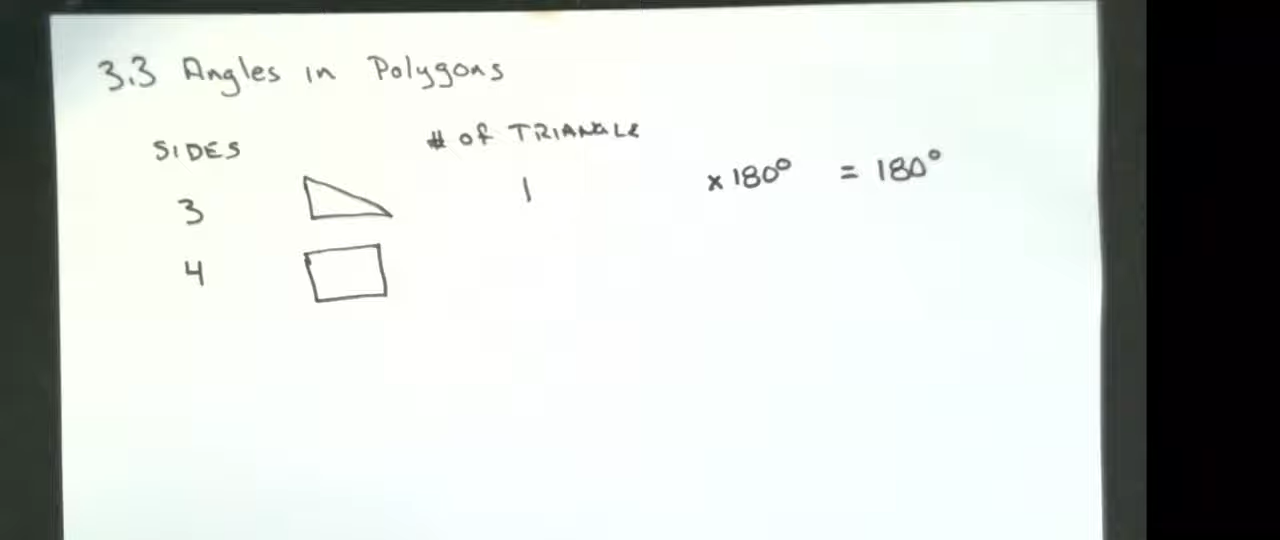 3.3 Angles in Polygons
SIDES # of TRIANGLE
3 1 x 180° = 180°
4